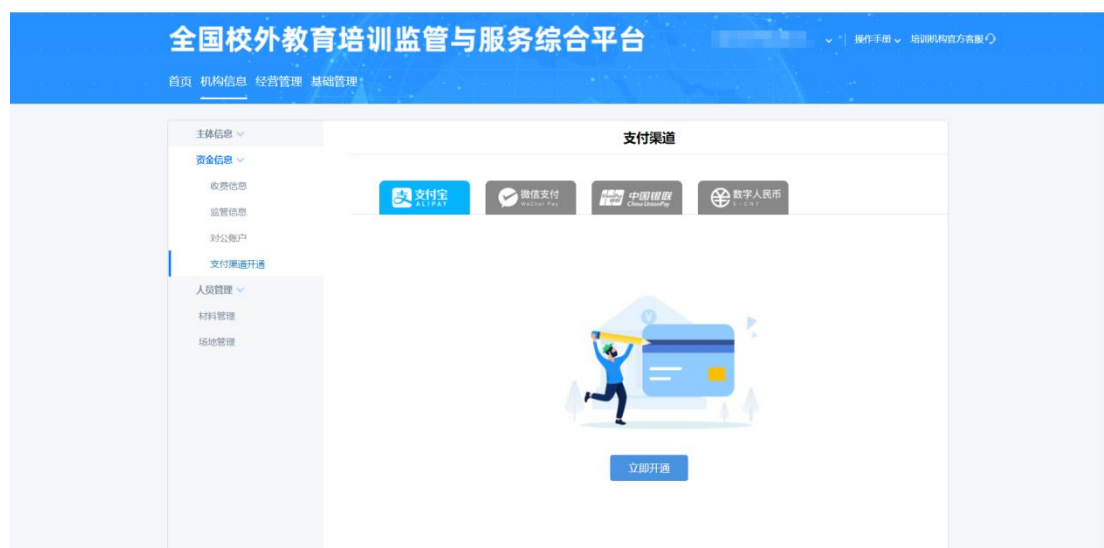 全国校外教育培训监管与服务综合平台
操作手册 培训机构官方客服
首页 机构信息 经营管理 基础管理
主体信息
支付渠道
资金信息
收费信息
支付宝 ALIPAY
微信支付 WeChat Pay
中国银联 China UnionPay
数字人民币 E-CNY
监管信息
对公账户
支付渠道开通
人员管理
材料管理
场地管理
¥
立即开通